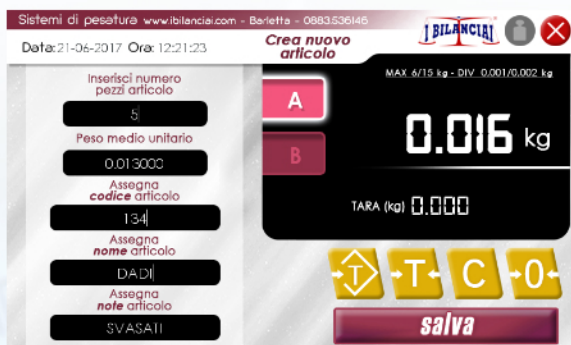 Sistemi di pesatura www.ibilanciai.com - Barletta - 0883.536146
Data:21-06-2017 Ora: 12:21:23
Crea nuovo
articolo
I BILANCIAI
Inserisci numero
pezzi articolo
5
Peso medio unitario
0.013000
Assegna
codice articolo
134
Assegna
nome articolo
DADI
Assegna
note articolo
SVASATI
A
B
MAX 6/15 kg - DIV 0.001/0.002 kg
0.016 kg
TARA (kg) 0.000
T
T
C
0
salva